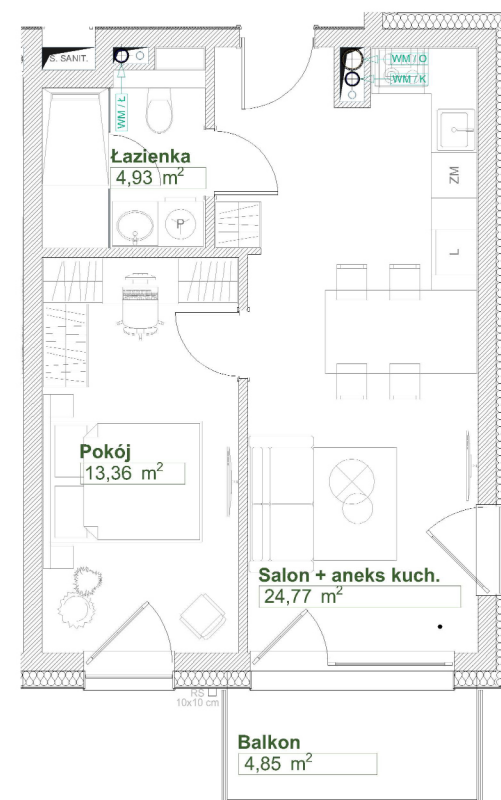 S. SANIT.
WM / Ł
WM / O
WM / K
Łazienka
4,93 m²
P
ZM
L
Pokój
13,36 m²
Salon + aneks kuch.
24,77 m²
RS
10x10 cm
Balkon
4,85 m²